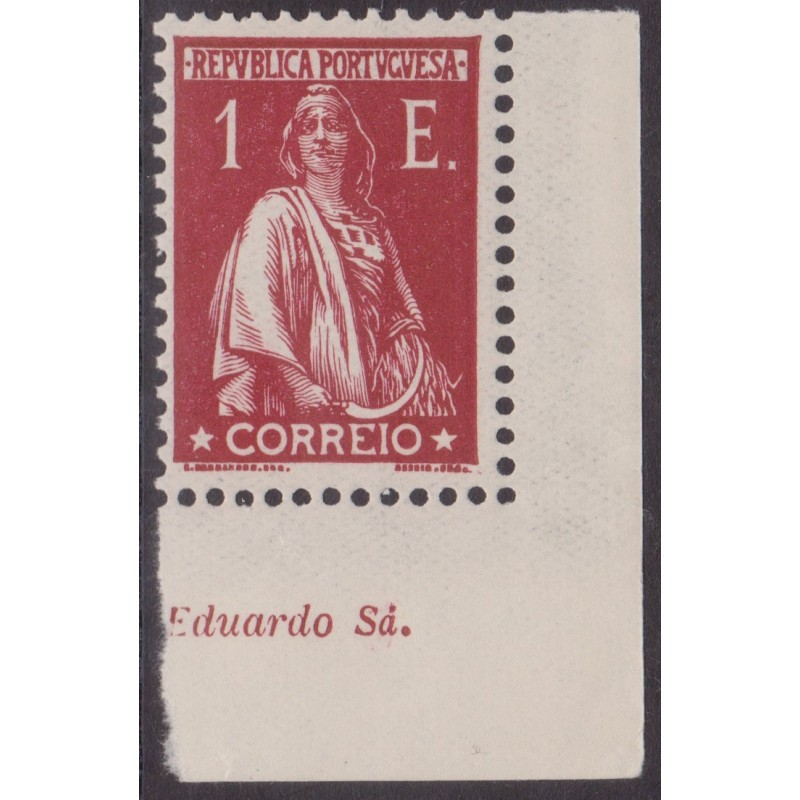 ·REPVBLICA PORTVGVESA·
1 E.
★ CORREIO ★
Eduardo Sá.